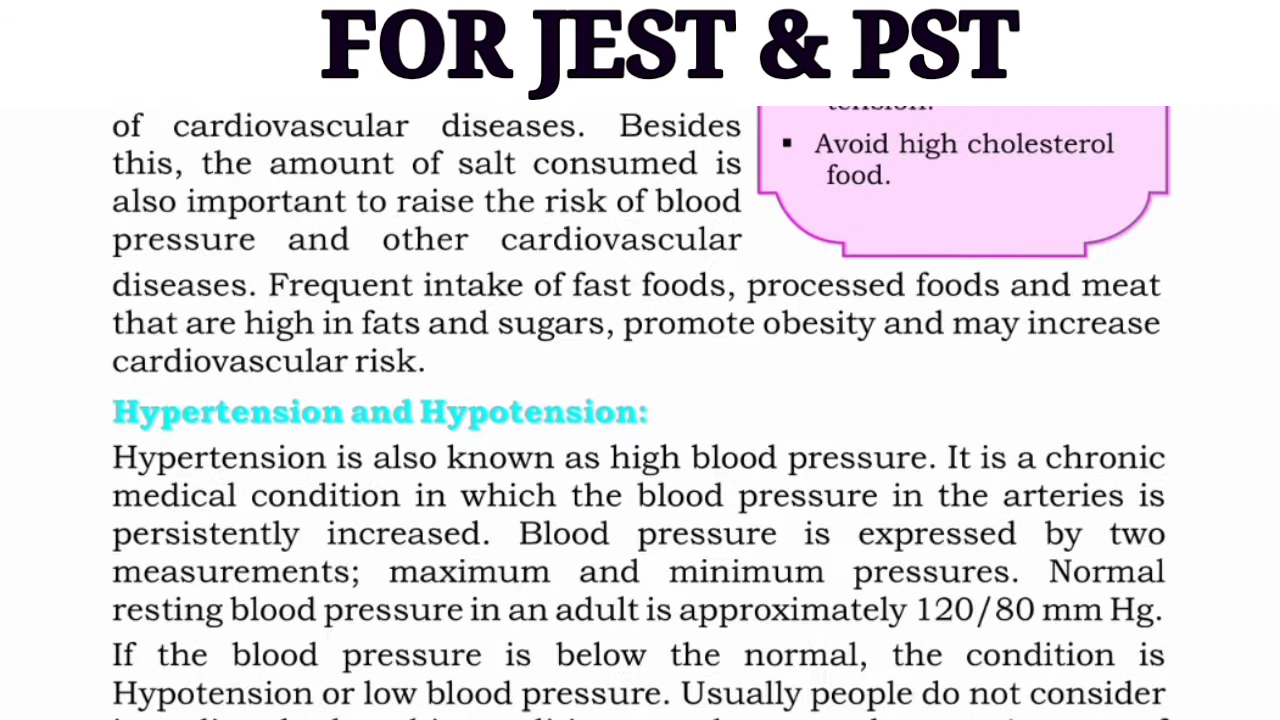 FOR JEST & PST
of cardiovascular diseases. Besides
this, the amount of salt consumed is
also important to raise the risk of blood
pressure and other cardiovascular
tension.
▪ Avoid high cholesterol
food.
diseases. Frequent intake of fast foods, processed foods and meat
that are high in fats and sugars, promote obesity and may increase
cardiovascular risk.
Hypertension and Hypotension:
Hypertension is also known as high blood pressure. It is a chronic
medical condition in which the blood pressure in the arteries is
persistently increased. Blood pressure is expressed by two
measurements; maximum and minimum pressures. Normal
resting blood pressure in an adult is approximately 120/80 mm Hg.
If the blood pressure is below the normal, the condition is
Hypotension or low blood pressure. Usually people do not consider